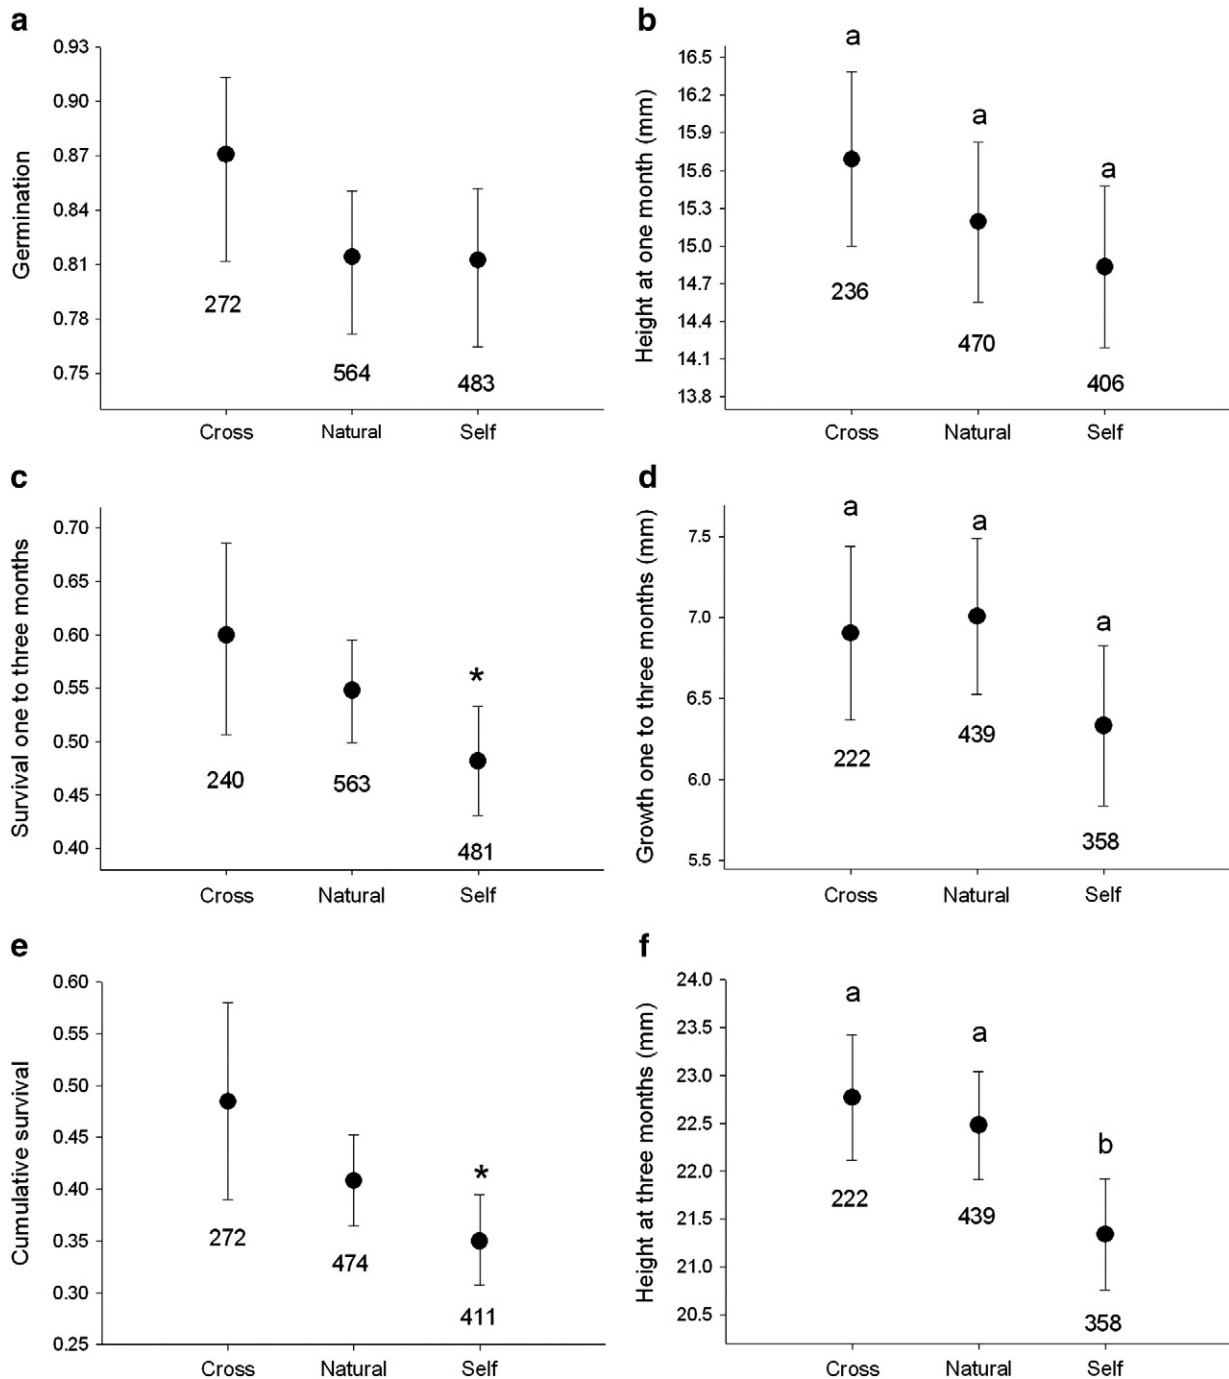 a
Germination
0.93
0.90
0.87
0.84
0.81
0.78
0.75
272
564
483
Cross Natural Self
b
Height at one month (mm)
16.5
16.2
15.9
15.6
15.3
15.0
14.7
14.4
14.1
13.8
a
a
a
236
470
406
Cross Natural Self
c
Survival one to three months
0.70
0.65
0.60
0.55
0.50
0.45
0.40
*
240
563
481
Cross Natural Self
d
Growth one to three months (mm)
7.5
7.0
6.5
6.0
5.5
a
a
a
222
439
358
Cross Natural Self
e
Cumulative survival
0.60
0.55
0.50
0.45
0.40
0.35
0.30
0.25
*
272
474
411
Cross Natural Self
f
Height at three months (mm)
24.0
23.5
23.0
22.5
22.0
21.5
21.0
20.5
a
a
b
222
439
358
Cross Natural Self